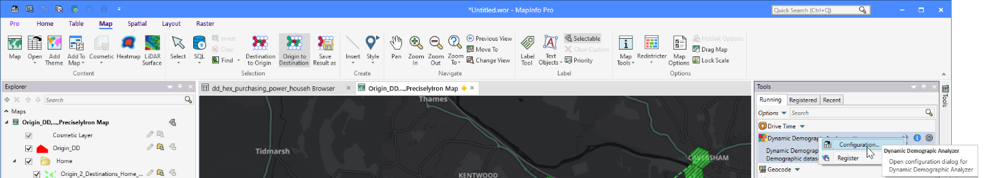 *Untitled.wor - MapInfo Pro
Quick Search (Ctrl+Q)
Pro Home Table Map Spatial Layout Raster
Map Open Add Theme Add To Map Cosmetic Heatmap LiDAR Surface
Content
Select SQL Invert Clear Find Destination to Origin Origin to Destination Save Result as
Selection
Insert Style
Create
Pan Zoom In Zoom Out Zoom To Previous View Move To Change View
Navigate
Label Tool Text Objects Selectable Clear Custom Priority
Label
Map Tools Redistricter Map Options Hotlink Options Drag Map Lock Scale
Options
Explorer
Search
Maps
Origin_DD,...,PreciselyIron Map
Cosmetic Layer
Origin_DD
Home
Origin_2_Destinations_Home_...
dd_hex_purchasing_power_househ Browser
Origin_DD,...,PreciselyIron Map
Thames
Tidmarsh
KENTWOOD
CAVERSHAM
Tools
Running Registered Recent
Options Search
Drive Time
Dynamic Demograp
Dynamic Demograp
Demographic datas
Geocode
Configuration...
Register
Dynamic Demograpic Analyzer
Open configuration dialog for
Dynamic Demographic Analyzer
Tools